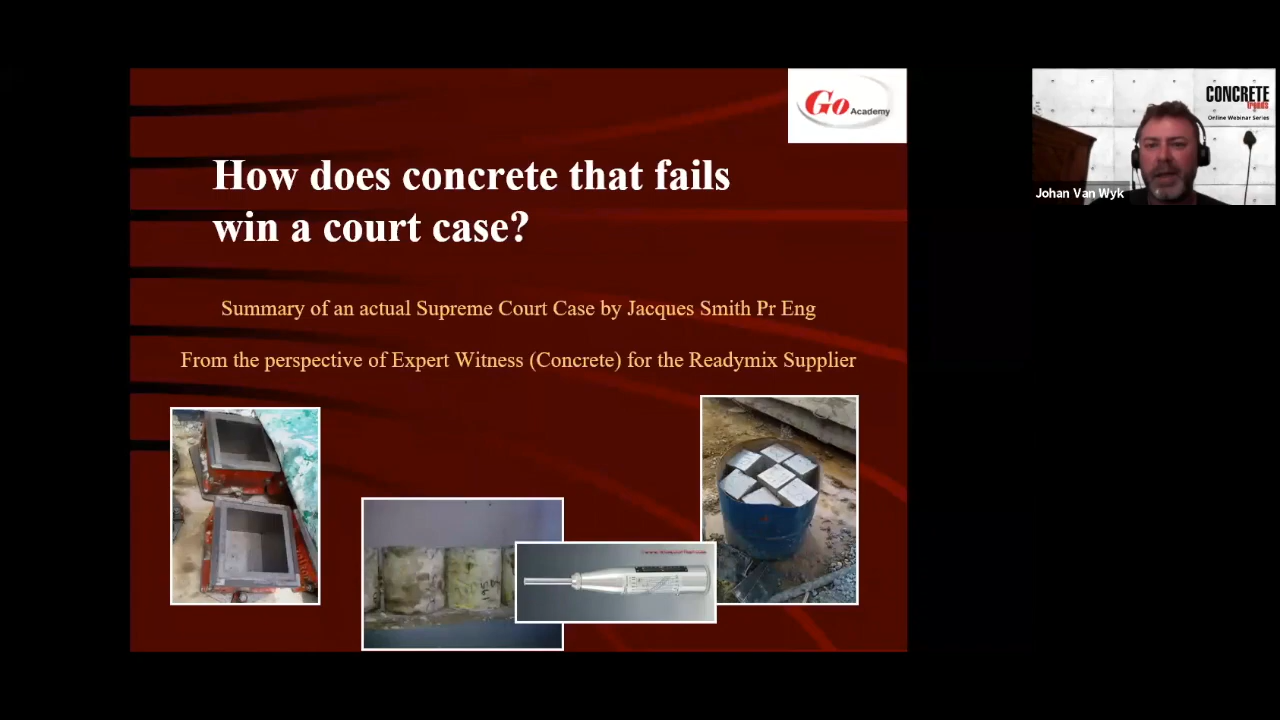 Go Academy
How does concrete that fails
win a court case?
Summary of an actual Supreme Court Case by Jacques Smith Pr Eng
From the perspective of Expert Witness (Concrete) for the Readymix Supplier
CONCRETE
trends
Online Webinar Series
Johan Van Wyk